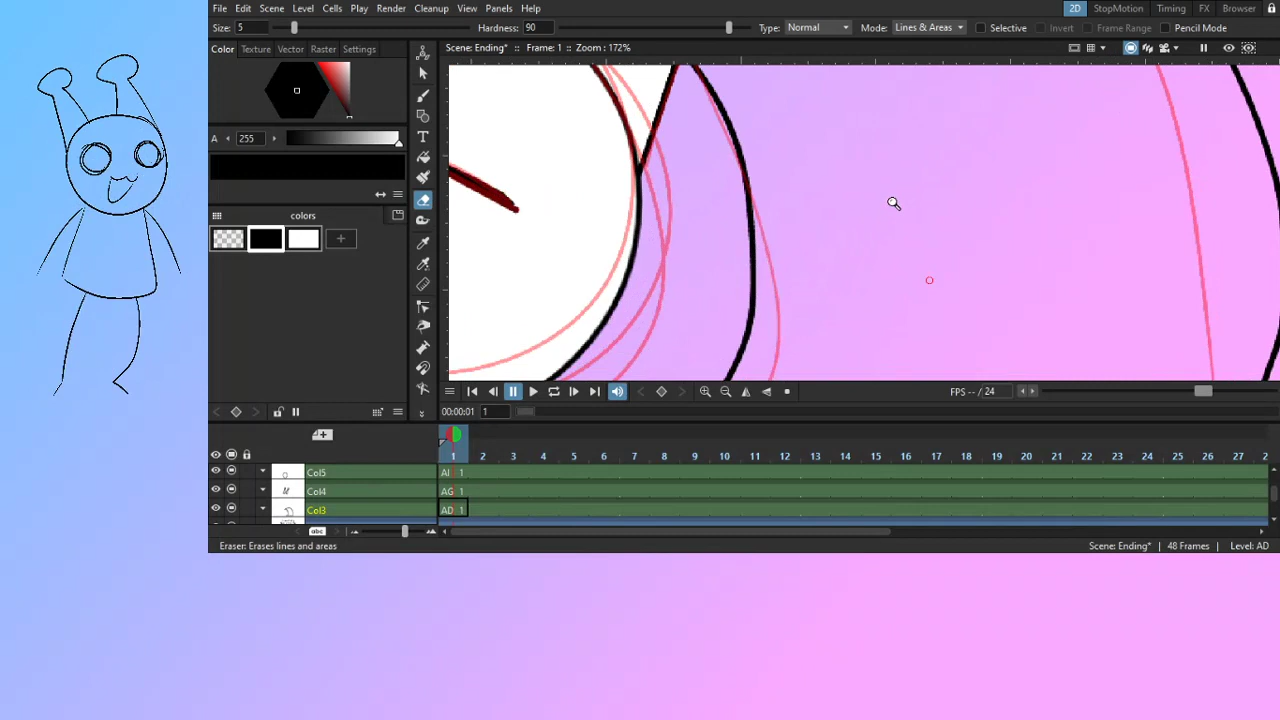 File Edit Scene Level Cells Play Render Cleanup View Panels Help 2D StopMotion Timing FX Browser
Size: 5 Hardness: 90 Type: Normal Mode: Lines & Areas Selective Invert Frame Range Pencil Mode
Color Texture Vector Raster Settings Scene: Ending* :: Frame: 1 :: Zoom : 172%
A 255
colors
FPS -- / 24
00:00:01 1
1 2 3 4 5 6 7 8 9 10 11 12 13 14 15 16 17 18 19 20 21 22 23 24 25 26 27 2
Col5 AI 1
Col4 AG 1
Col3 AD 1
abc
Eraser: Erases lines and areas Scene: Ending* 48 Frames Level: AD